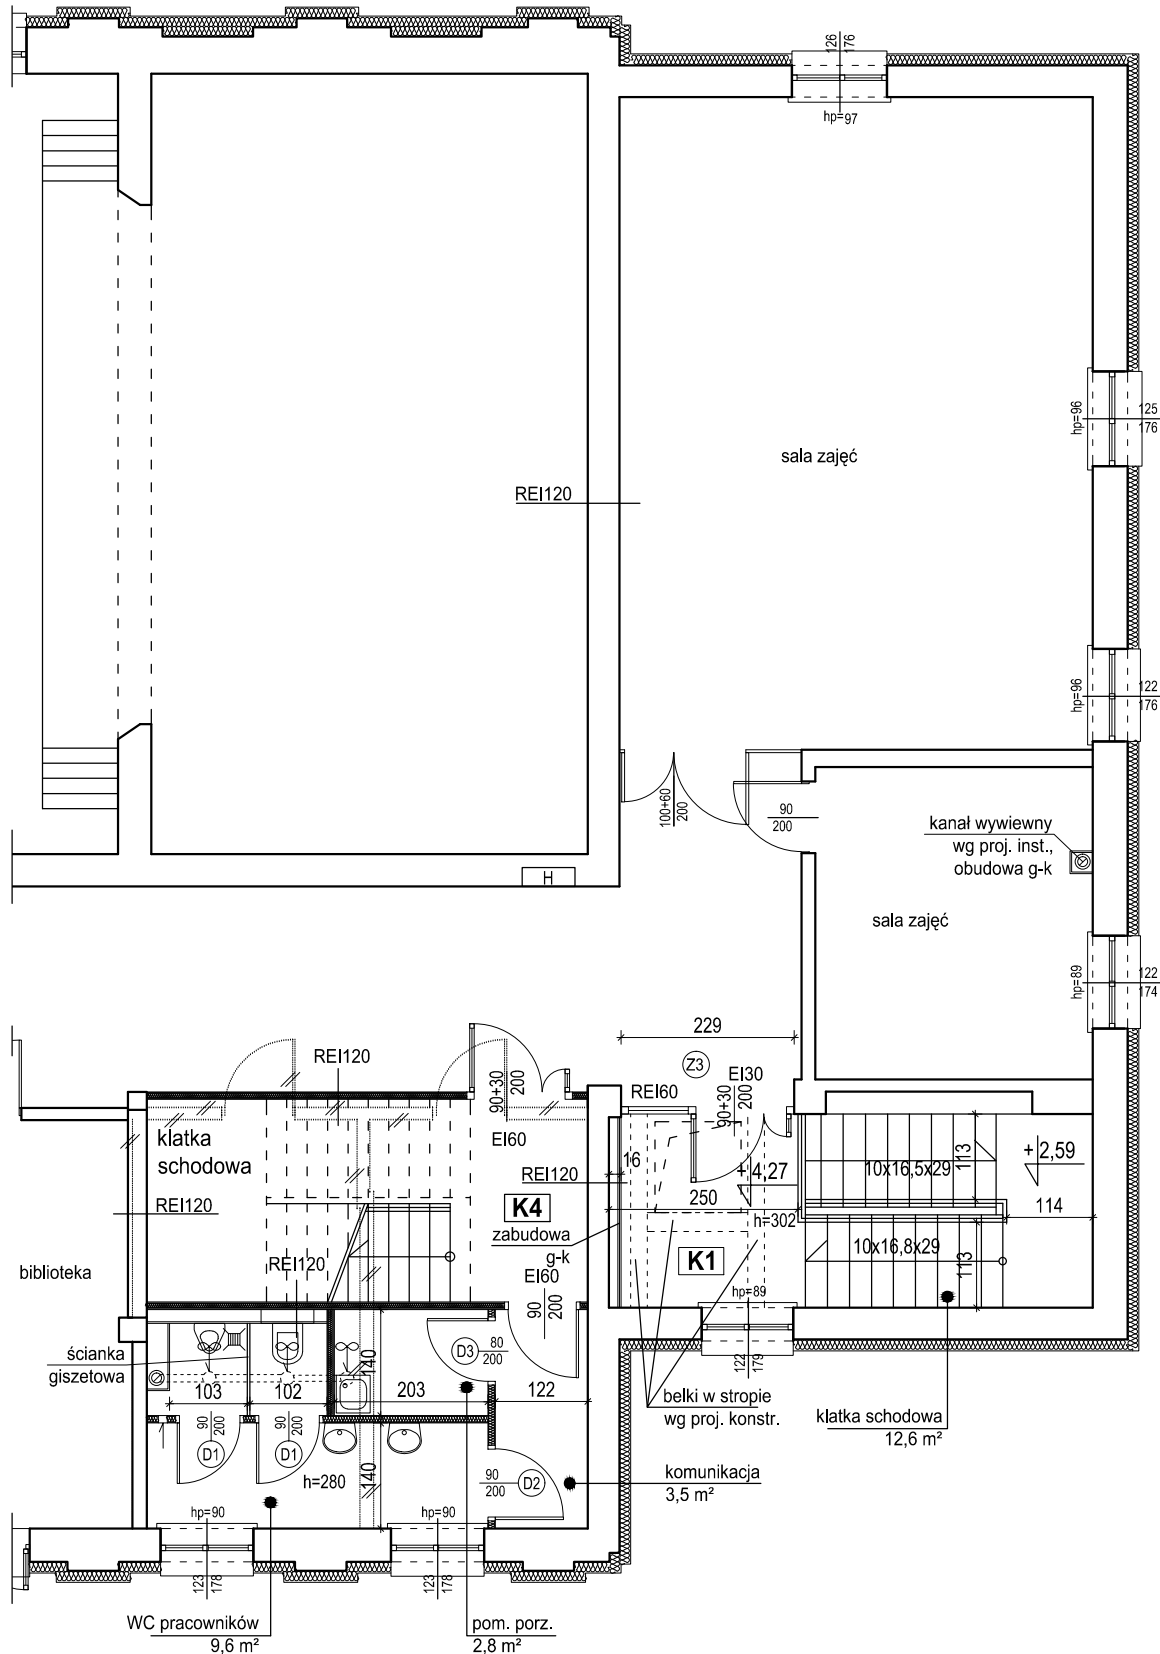 126
176
hp=97
hp=96
125
176
sala zajęć
REI120
hp=96
122
176
100+60
200
90
200
kanał wywiewny
wg proj. inst.,
obudowa g-k
H
sala zajęć
hp=89
122
174
229
Z3
REI120
90+30
200
EI60
REI60
EI30
90+30
200
klatka
schodowa
16
+4,27
10x16,5x29
113
+2,59
REI120
REI120
250
K4
114
zabudowa
g-k
h=302
10x16,8x29
113
K1
biblioteka
REI120
EI60
90
200
hp=89
ścianka
giszetowa
D3
80
200
140
122
179
103
102
203
122
belki w stropie
wg proj. konstr.
90
200
90
200
D1
D1
klatka schodowa
12,6 m²
h=280
140
90
200
D2
komunikacja
3,5 m²
hp=90
hp=90
123
178
123
178
WC pracowników
9,6 m²
pom. porz.
2,8 m²